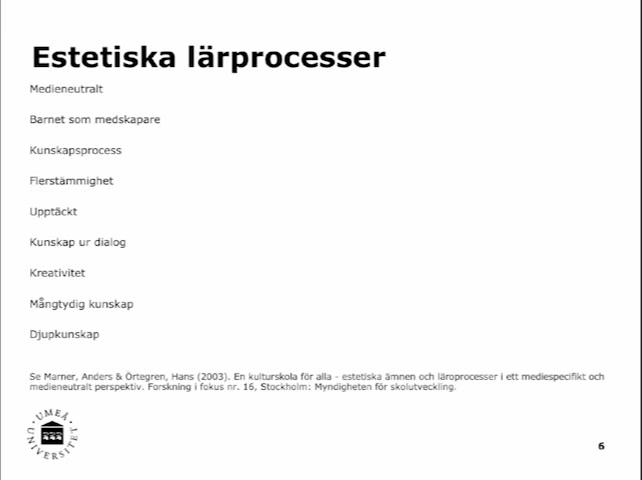 Estetiska lärprocesser
Medieneutralt
Barnet som medskapare
Kunskapsprocess
Flerstämmighet
Upptäckt
Kunskap ur dialog
Kreativitet
Mångtydig kunskap
Djupkunskap
Se Marner, Anders & Örtegren, Hans (2003). En kulturskola för alla - estetiska ämnen och läroprocesser i ett mediespecifikt och
medieneutralt perspektiv. Forskning i fokus nr. 16, Stockholm: Myndigheten för skolutveckling.
UMEÅ UNIVERSITET
6